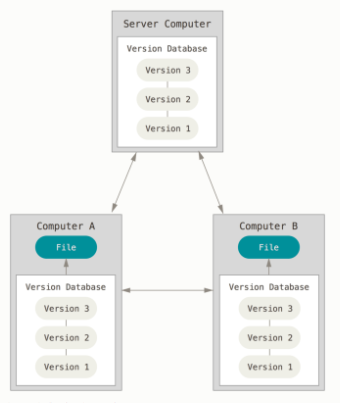 Server Computer
Version Database
Version 3
Version 2
Version 1
Computer A
File
Version Database
Version 3
Version 2
Version 1
Computer B
File
Version Database
Version 3
Version 2
Version 1